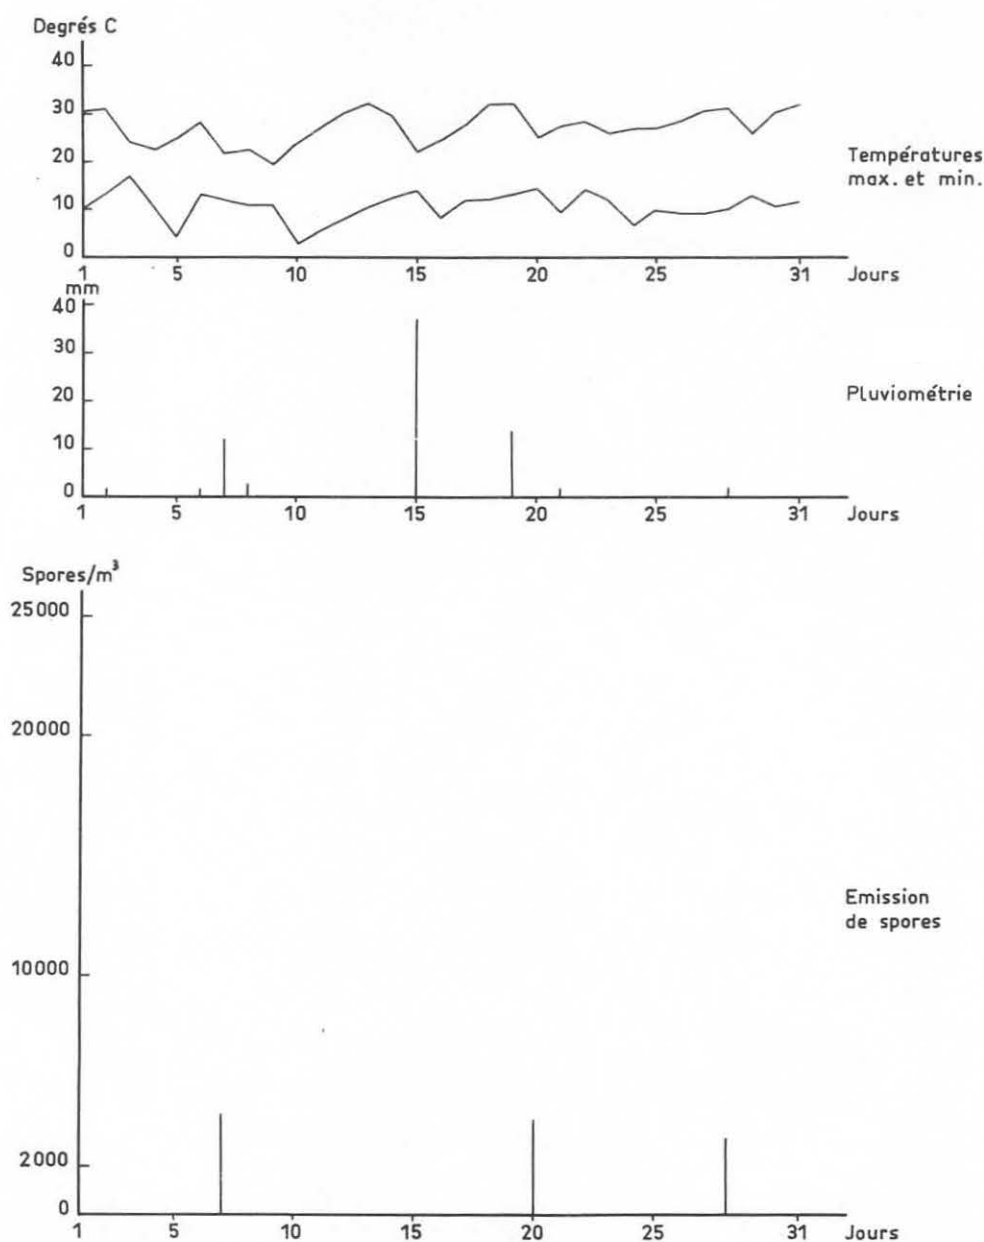 Degrés C
40
30
20
10
0
1 5 10 15 20 25 31 Jours
Températures
max. et min.
mm
40
30
20
10
0
1 5 10 15 20 25 31 Jours
Pluviométrie
Spores/m³
25000
20000
10000
2000
0
1 5 10 15 20 25 31 Jours
Emission
de spores